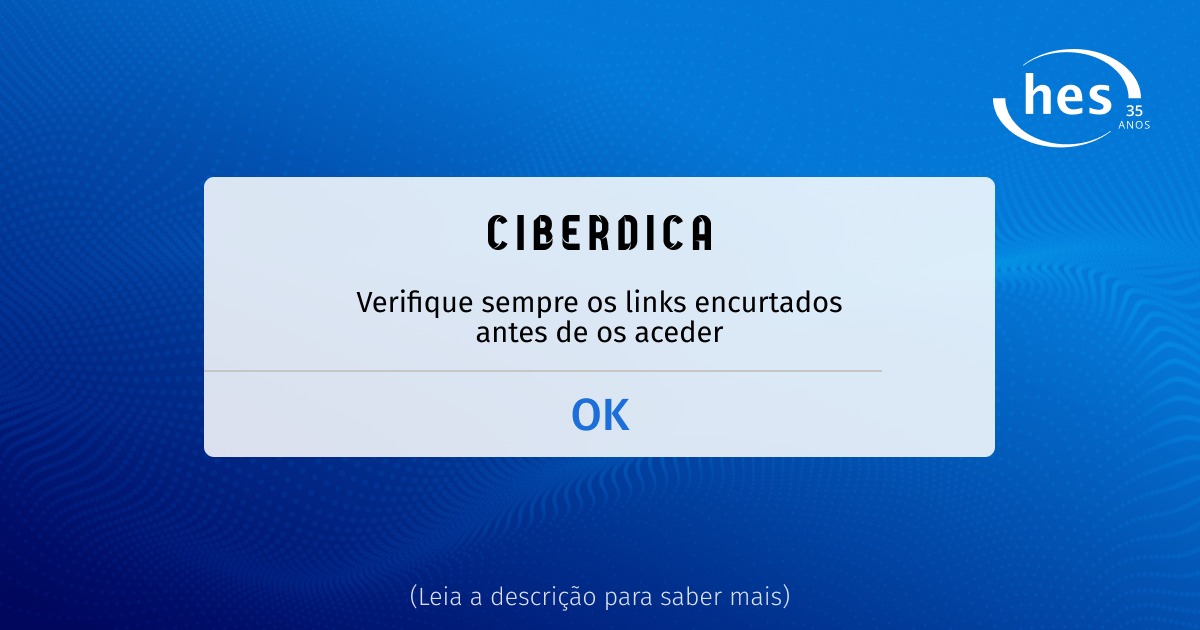 hes
35
ANOS
CIBERDICA
Verifique sempre os links encurtados
antes de os aceder
OK
(Leia a descrição para saber mais)